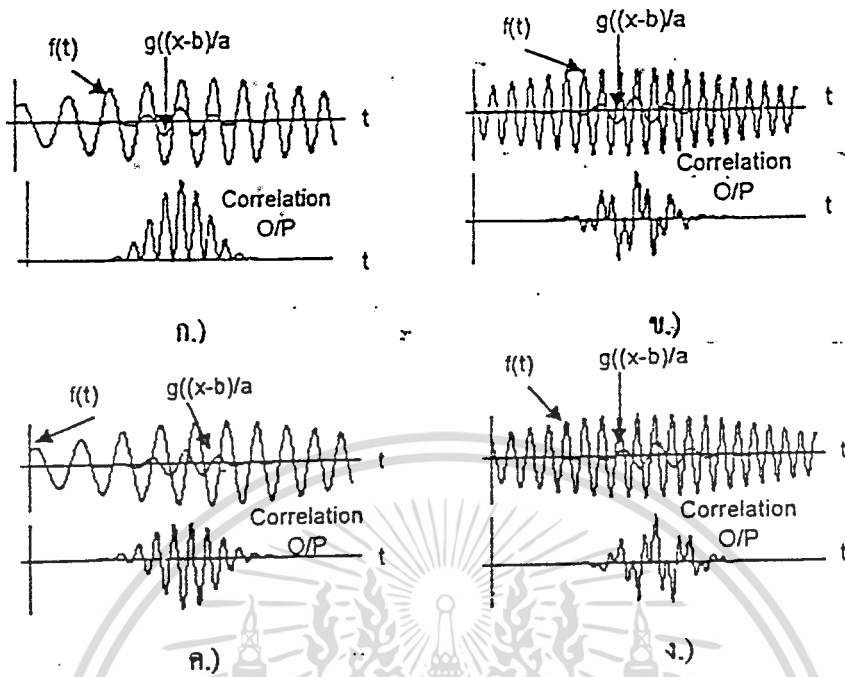 g((x-b)/a
f(t)
t
Correlation
O/P
t
ก.)
g((x-b)/a
f(t)
t
Correlation
O/P
t
ข.)
f(t)
g((x-b)/a
t
Correlation
O/P
t
ค.)
g((x-b)/a
f(t)
t
Correlation
O/P
t
ง.)